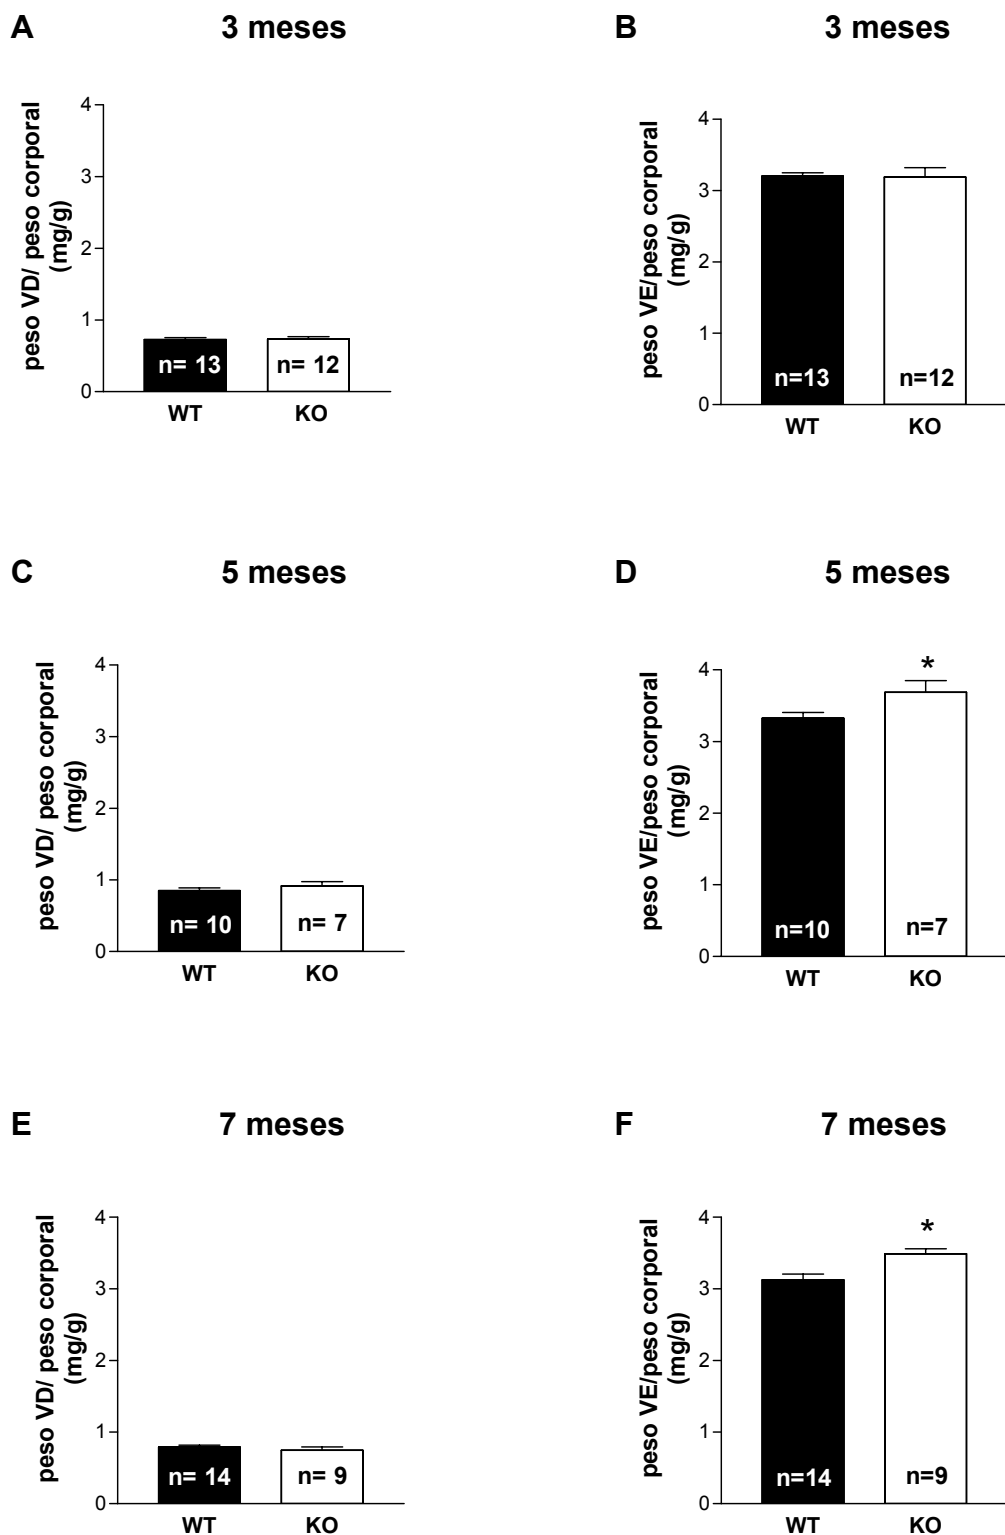 A 3 meses
peso VD/ peso corporal
(mg/g)
4
3
2
1
0
n= 13
n= 12
WT KO
B 3 meses
peso VE/peso corporal
(mg/g)
4
3
2
1
0
n=13
n=12
WT KO
C 5 meses
peso VD/ peso corporal
(mg/g)
4
3
2
1
0
n= 10
n= 7
WT KO
D 5 meses
peso VE/peso corporal
(mg/g)
4
3
2
1
0
*
n=10
n=7
WT KO
E 7 meses
peso VD/ peso corporal
(mg/g)
4
3
2
1
0
n= 14
n= 9
WT KO
F 7 meses
peso VE/peso corporal
(mg/g)
4
3
2
1
0
*
n=14
n=9
WT KO